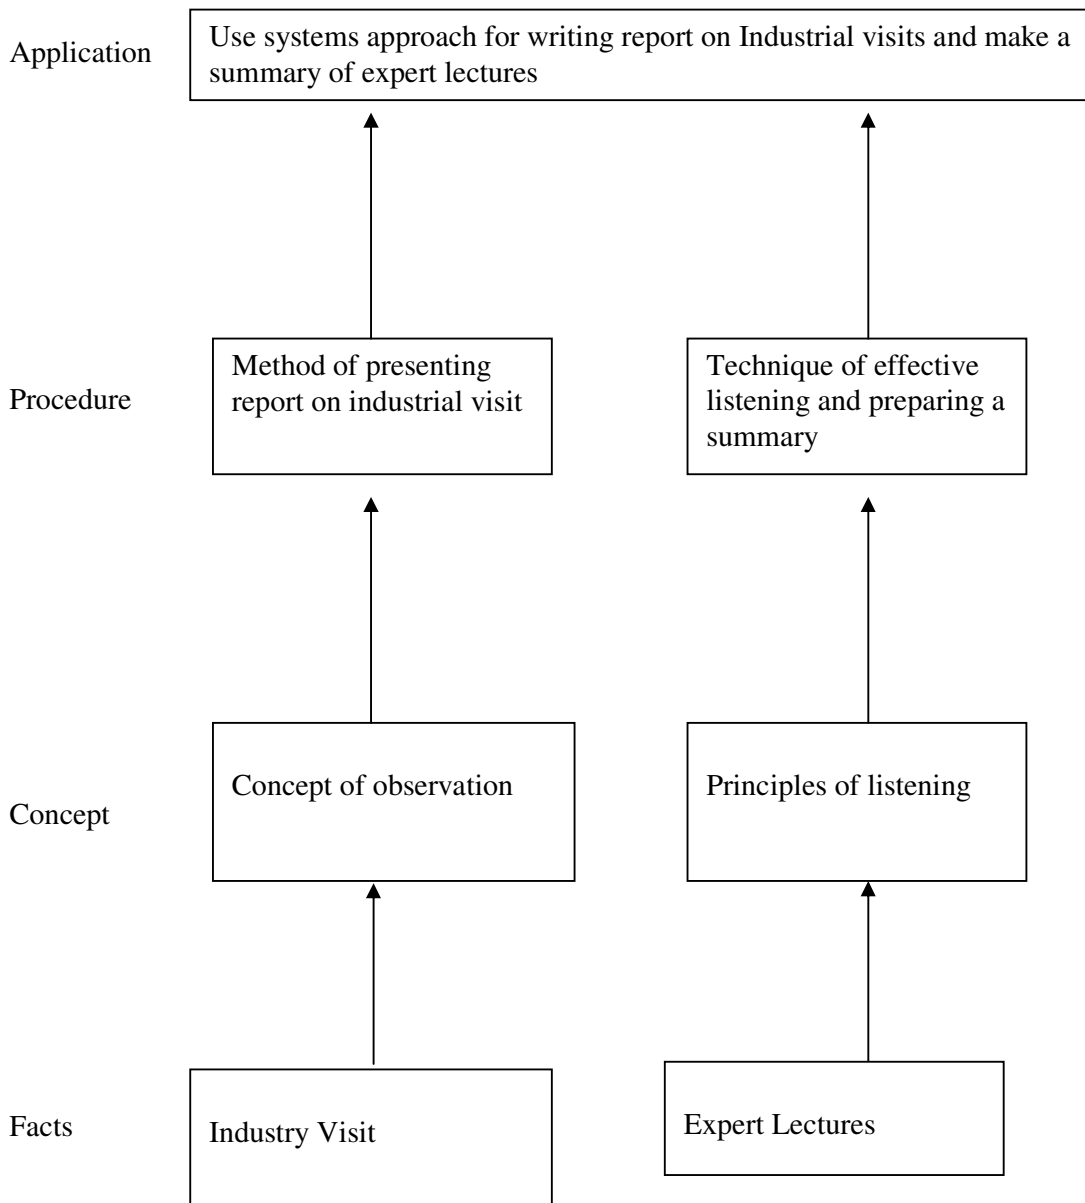 Application
Use systems approach for writing report on Industrial visits and make a
summary of expert lectures
Procedure
Method of presenting
report on industrial visit
Technique of effective
listening and preparing a
summary
Concept
Concept of observation
Principles of listening
Facts
Industry Visit
Expert Lectures